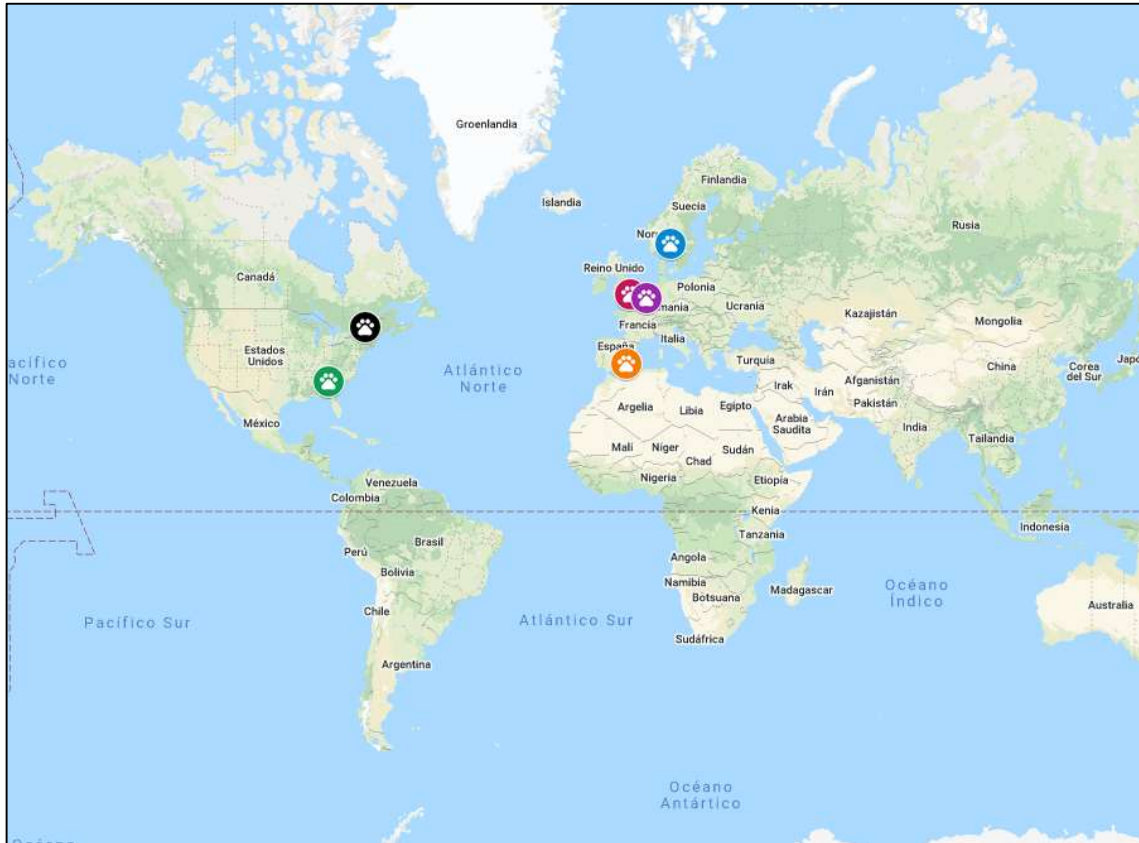 Groenlandia
Finlandia
Islandia
Suecia
Rusia
Reino Unido
Canadá
Polonia
Ucrania
Kazajistán
Mongolia
Francia
Estados
Unidos
España
Italia
Turquía
China
Corea
del Sur
Atlántico
Norte
Irak
Irán
Afganistán
Pakistán
México
Argelia
Libia
Egipto
Arabia
Saudita
India
Malí
Níger
Chad
Sudán
Tailandia
Venezuela
Colombia
Nigeria
Etiopía
Kenia
Indonesia
Brasil
Perú
Tanzania
Bolivia
Angola
Namibia
Botsuana
Madagascar
Océano
Índico
Australia
Chile
Pacífico Sur
Atlántico Sur
Sudáfrica
Argentina
Océano
Antártico